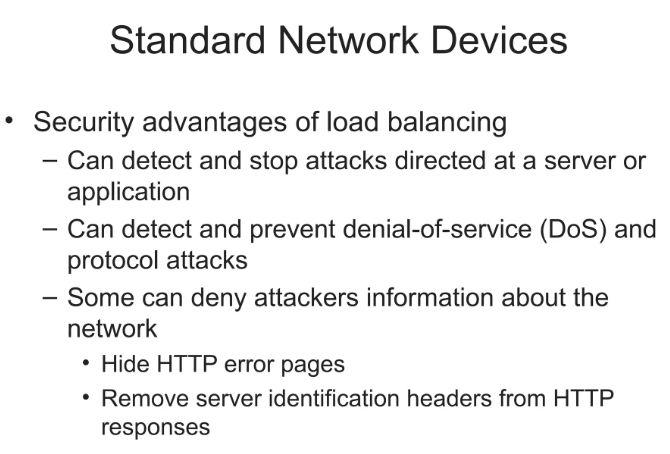 Standard Network Devices
• Security advantages of load balancing
– Can detect and stop attacks directed at a server or
application
– Can detect and prevent denial-of-service (DoS) and
protocol attacks
– Some can deny attackers information about the
network
• Hide HTTP error pages
• Remove server identification headers from HTTP
responses